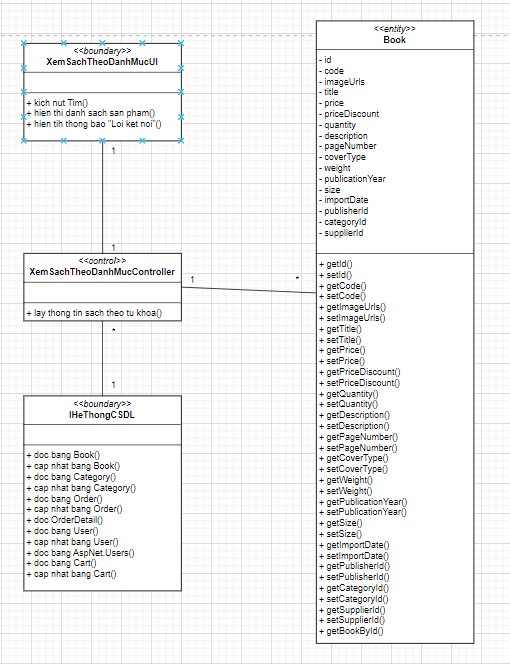 <<boundary>>
XemSachTheoDanhMucUI
+ kich nut Tim()
+ hien thi danh sach san pham()
+ hien tih thong bao "Loi ket noi"()
1
1
<<control>>
XemSachTheoDanhMucController
+ lay thong tin sach theo tu khoa()
1
*
*
1
<<boundary>>
IHeThongCSDL
+ doc bang Book()
+ cap nhat bang Book()
+ doc bang Category()
+ cap nhat bang Category()
+ doc bang Order()
+ cap nhat bang Order()
+ doc OrderDetail()
+ doc bang User()
+ cap nhat bang User()
+ doc bang AspNet.Users()
+ doc bang Cart()
+ cap nhat bang Cart()
<<entity>>
Book
- id
- code
- imageUrls
- title
- price
- priceDiscount
- quantity
- description
- pageNumber
- coverType
- weight
- publicationYear
- size
- importDate
- publisherId
- categoryId
- supplierId
+ getId()
+ setId()
+ getCode()
+ setCode()
+ getImageUrls()
+ setImageUrls()
+ getTitle()
+ setTitle()
+ getPrice()
+ setPrice()
+ getPriceDiscount()
+ setPriceDiscount()
+ getQuantity()
+ setQuantity()
+ getDescription()
+ setDescription()
+ getPageNumber()
+ setPageNumber()
+ getCoverType()
+ setCoverType()
+ getWeight()
+ setWeight()
+ getPublicationYear()
+ setPublicationYear()
+ getSize()
+ setSize()
+ getImportDate()
+ setImportDate()
+ getPublisherId()
+ setPublisherId()
+ getCategoryId()
+ setCategoryId()
+ getSupplierId()
+ setSupplierId()
+ getBookById()